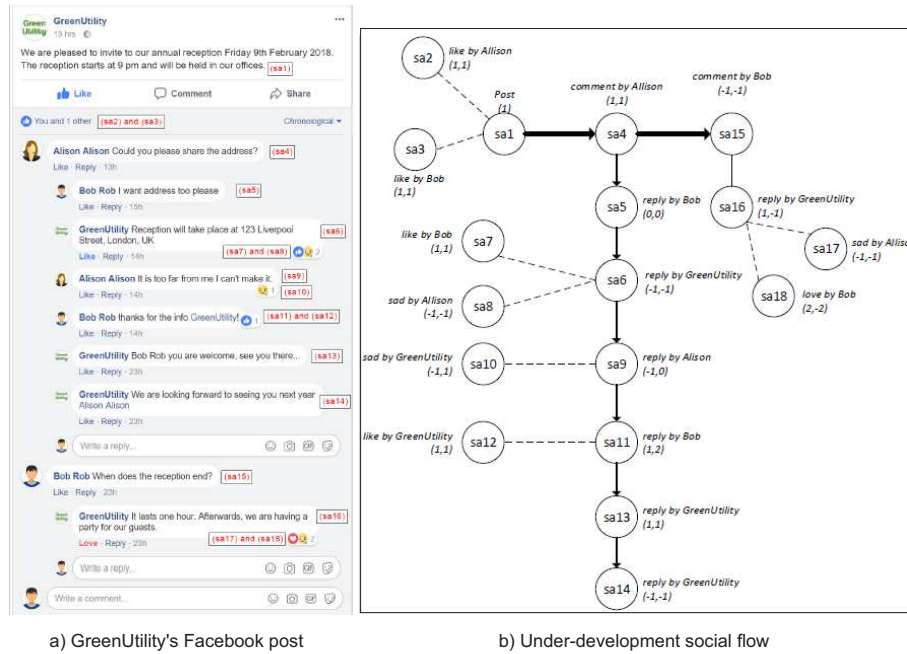 GreenUtility
Green Utility
13 hrs
We are pleased to invite to our annual reception Friday 9th February 2018.
The reception starts at 9 pm and will be held in our offices. (sa1)
Like Comment Share
You and 1 other (sa2) and (sa3) Chronological
Alison Alison Could you please share the address? (sa4)
Like · Reply · 13h
Bob Rob I want address too please (sa5)
Like · Reply · 15h
GreenUtility Reception will take place at 123 Liverpool (sa6)
Street, London, UK
(sa7) and (sa8) 2
Like · Reply · 14h
Alison Alison It is too far from me I can't make it. (sa9)
Like · Reply · 14h 1 (sa10)
Bob Rob thanks for the info GreenUtility! 1 (sa11) and (sa12)
Like · Reply · 14h
GreenUtility Bob Rob you are welcome, see you there... (sa13)
Like · Reply · 23h
GreenUtility We are looking forward to seeing you next year (sa14)
Alison Alison
Like · Reply · 23h
Write a reply...
Bob Rob When does the reception end? (sa15)
Like · Reply · 23h
GreenUtility It lasts one hour. Afterwards, we are having a (sa16)
party for our guests.
(sa17) and (sa18) 2
Love · Reply · 23h
Write a reply...
Write a comment...
a) GreenUtility's Facebook post
sa2
like by Allison
(1,1)
Post
(1)
sa1
comment by Allison
(1,1)
sa4
comment by Bob
(-1,-1)
sa15
sa3
like by Bob
(1,1)
sa5
reply by Bob
(0,0)
sa16
reply by GreenUtility
(1,-1)
sa17
sad by Alliso
(-1,-1)
sa18
love by Bob
(2,-2)
like by Bob
(1,1)
sa7
sa6
reply by GreenUtility
(-1,-1)
sad by Allison
(-1,-1)
sa8
sad by GreenUtility
(-1,1)
sa10
sa9
reply by Alison
(-1,0)
like by GreenUtility
(1,1)
sa12
sa11
reply by Bob
(1,2)
sa13
reply by GreenUtility
(1,1)
sa14
reply by GreenUtility
(-1,-1)
b) Under-development social flow